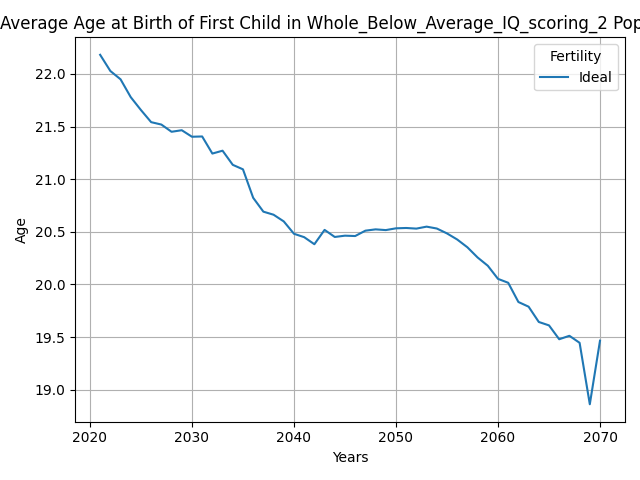 Average Age at Birth of First Child in Whole_Below_Average_IQ_scoring_2 Pop
Fertility
Ideal
22.0
21.5
21.0
20.5
20.0
19.5
19.0
Age
2020 2030 2040 2050 2060 2070
Years